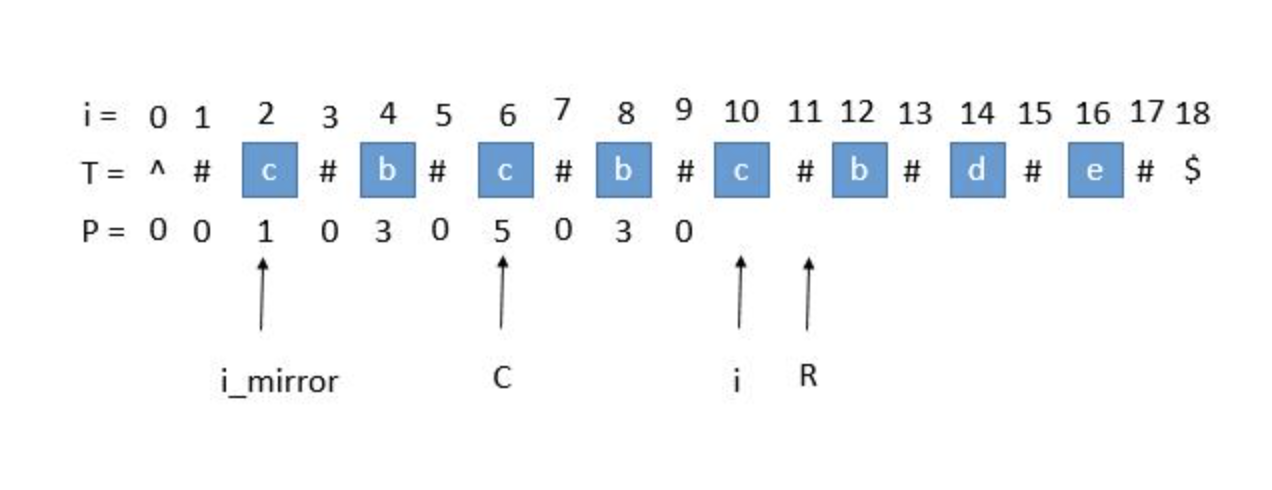 i = 0 1 2 3 4 5 6 7 8 9 10 11 12 13 14 15 16 17 18
T = ^ # c # b # c # b # c # b # d # e # $
P = 0 0 1 0 3 0 5 0 3 0
i_mirror C i R